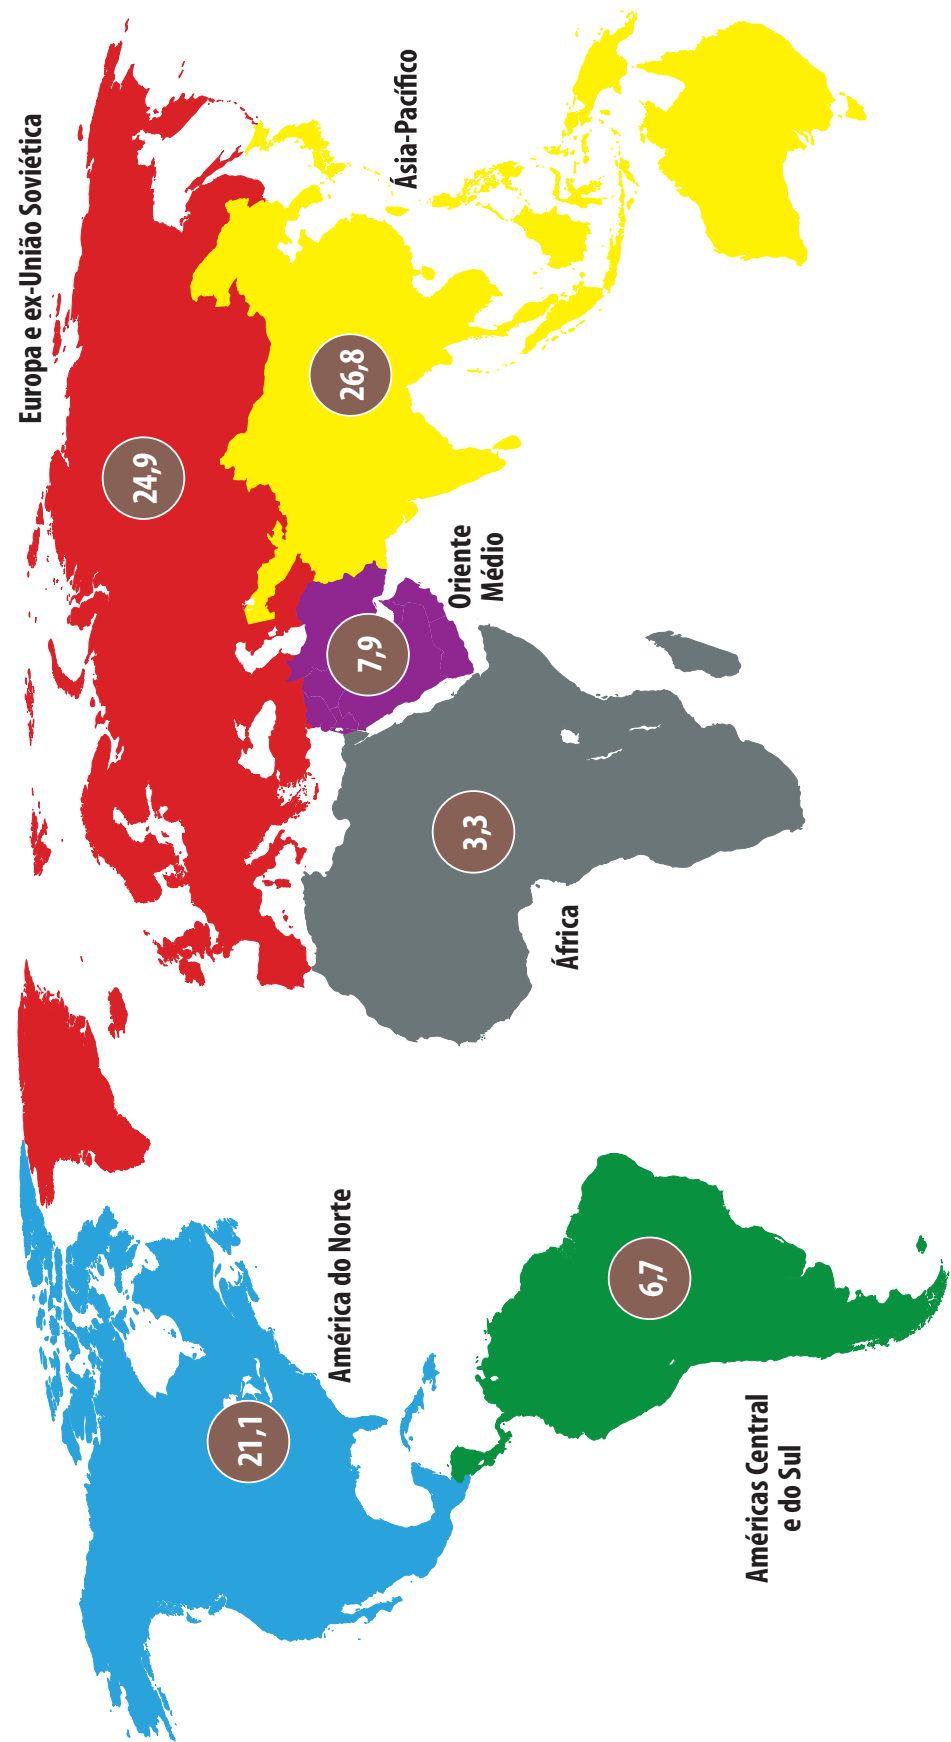 Europa e ex-União Soviética
24,9
Ásia-Pacífico
26,8
Oriente
Médio
7,9
África
3,3
América do Norte
21,1
Américas Central
e do Sul
6,7